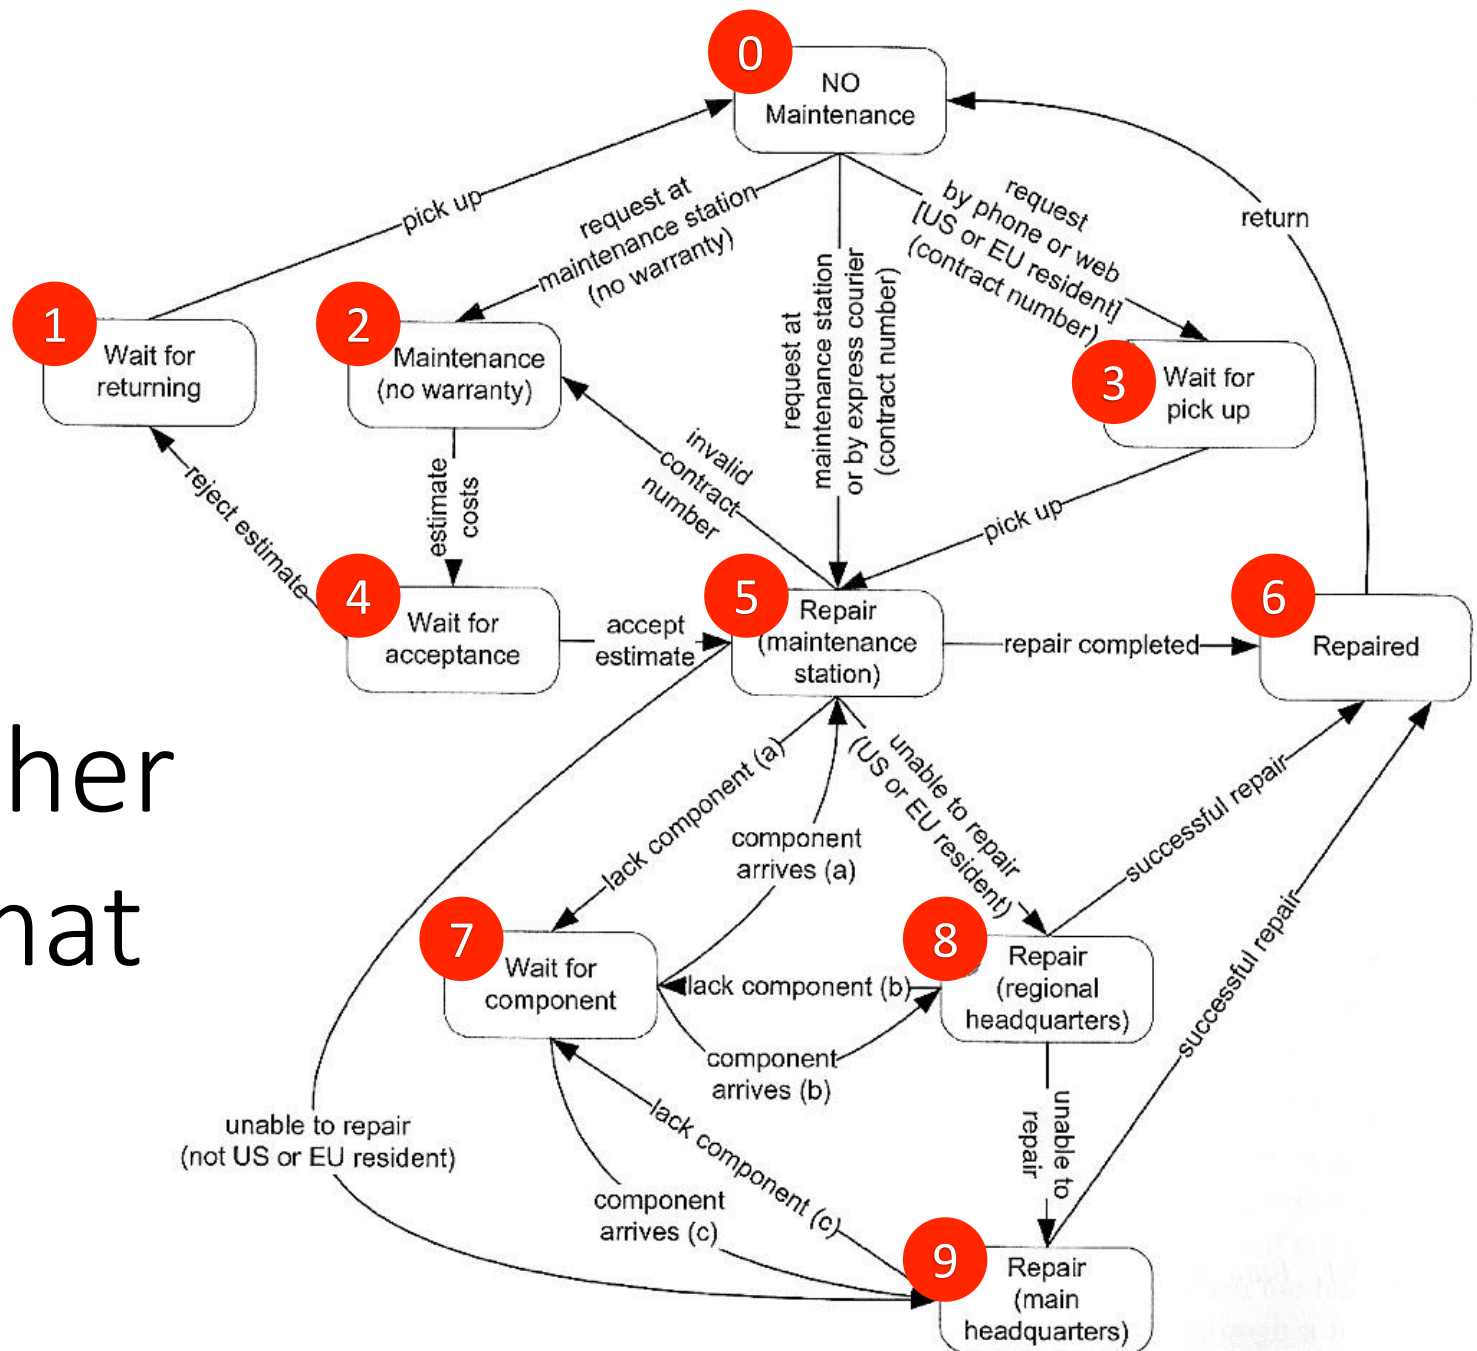 0
NO
Maintenance
pick up
request at
maintenance station
(no warranty)
request at
maintenance station
or by express courier
(contract number)
request
by phone or web
[US or EU resident]
(contract number)
return
1
Wait for
returning
2
Maintenance
(no warranty)
3
Wait for
pick up
reject estimate
estimate
costs
invalid
contract
number
pick up
4
Wait for
acceptance
accept
estimate
5
Repair
(maintenance
station)
repair completed
6
Repaired
her
hat
lack component (a)
component
arrives (a)
unable to repair
(US or EU resident)
successful repair
7
Wait for
component
lack component (b)
component
arrives (b)
8
Repair
(regional
headquarters)
successful repair
unable to repair
(not US or EU resident)
component
arrives (c)
lack component (c)
unable to
repair
9
Repair
(main
headquarters)